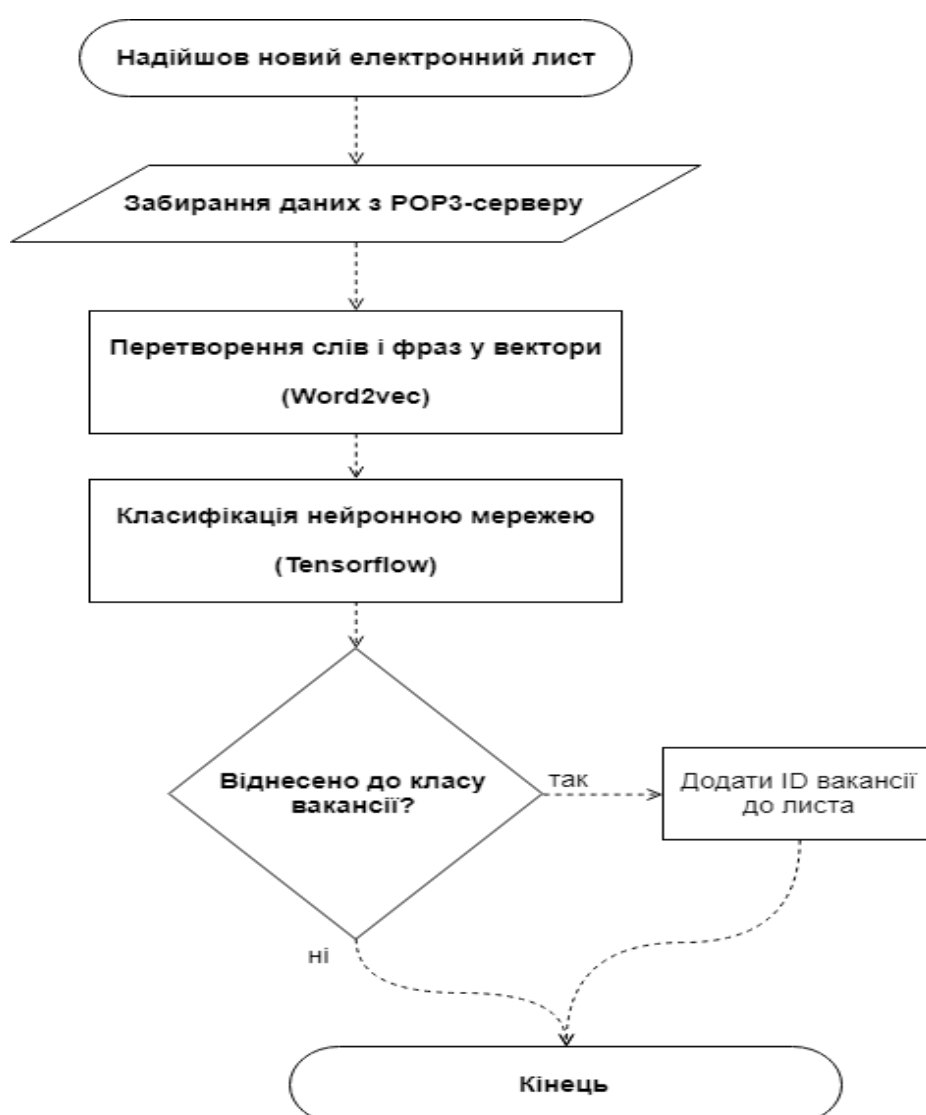 Надійшов новий електронний лист
Забирання даних з POP3-серверу
Перетворення слів і фраз у вектори
(Word2vec)
Класифікація нейронною мережею
(Tensorflow)
Віднесено до класу
вакансії?
так
Додати ID вакансії
до листа
ні
Кінець